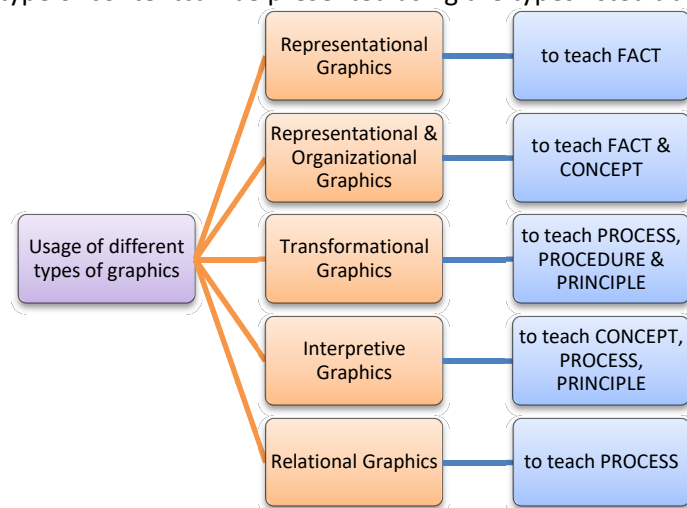 Representational
Graphics
to teach FACT
Representational &
Organizational
Graphics
to teach FACT &
CONCEPT
Usage of different
types of graphics
Transformational
Graphics
to teach PROCESS,
PROCEDURE &
PRINCIPLE
Interpretive
Graphics
to teach CONCEPT,
PROCESS,
PRINCIPLE
Relational Graphics
to teach PROCESS